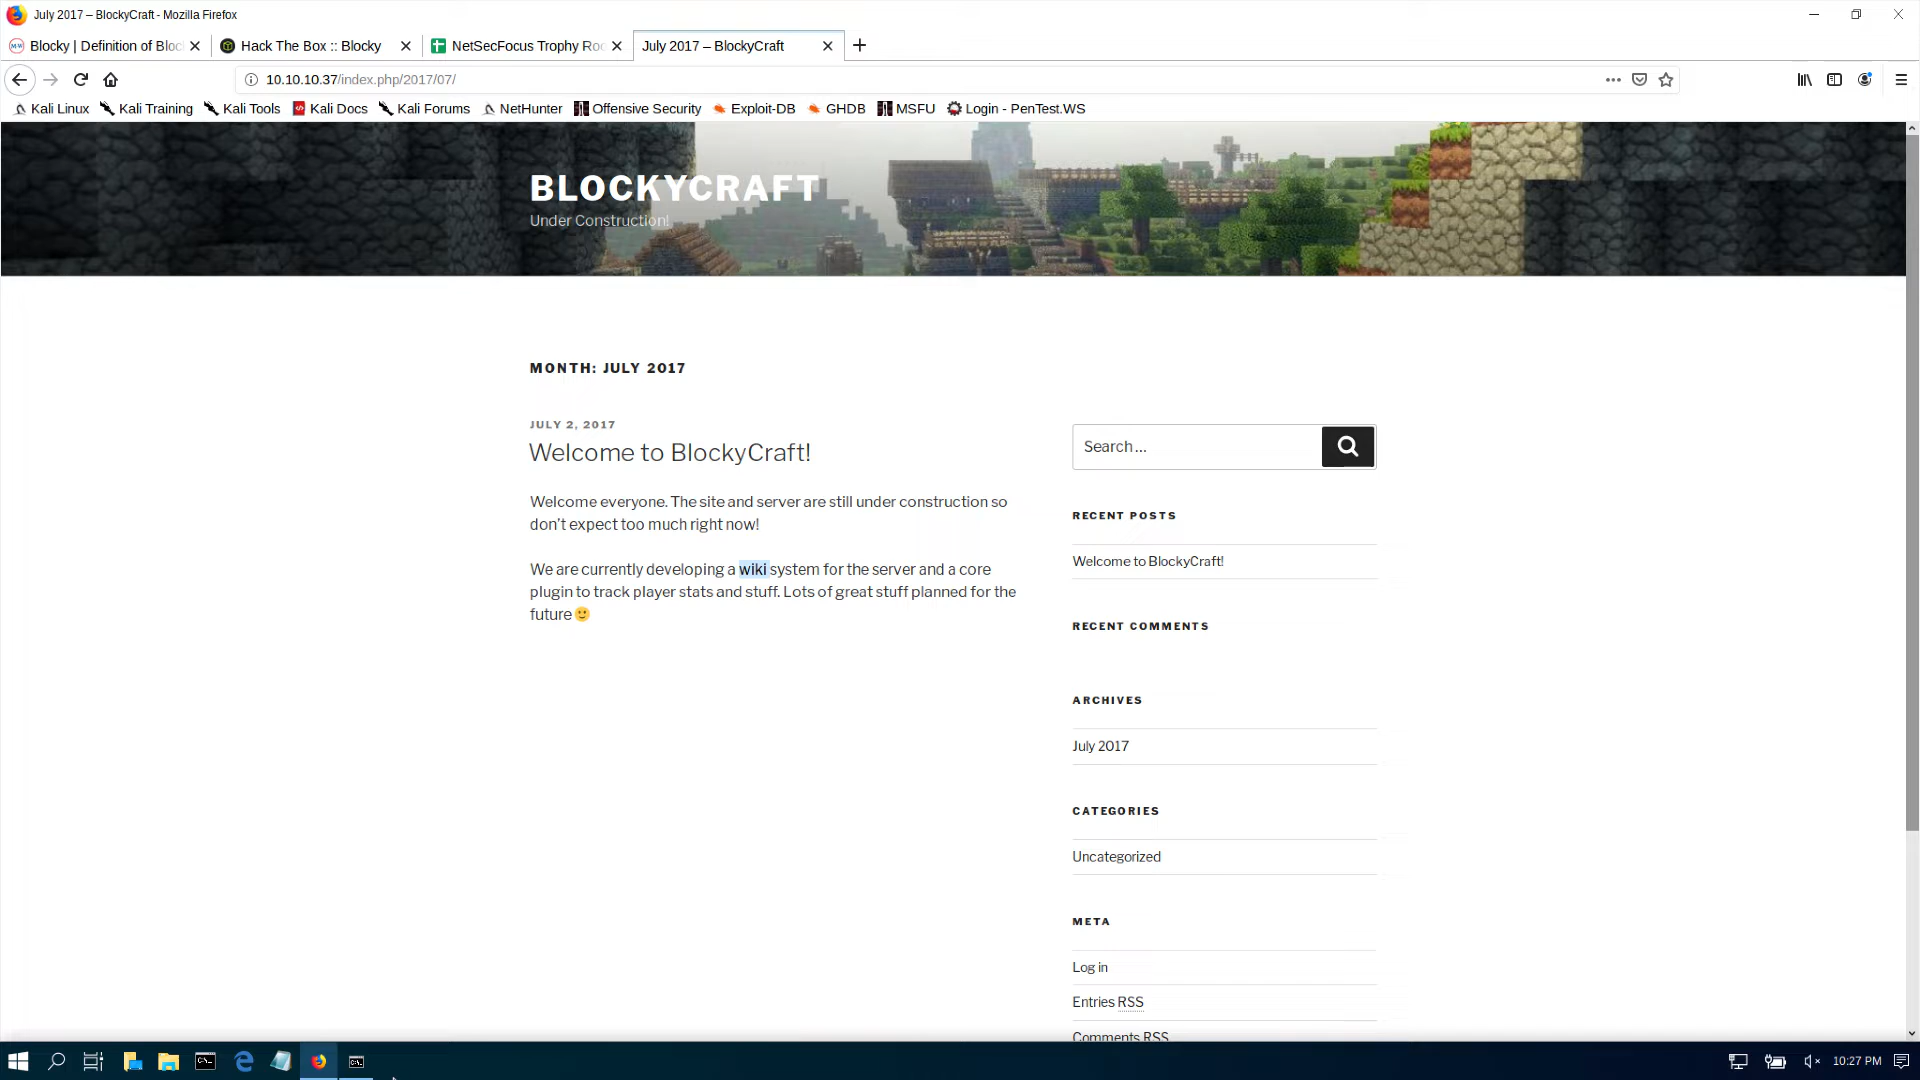 July 2017 – BlockyCraft - Mozilla Firefox
Blocky | Definition of Bloc
Hack The Box :: Blocky
NetSecFocus Trophy Roo
July 2017 – BlockyCraft
10.10.10.37/index.php/2017/07/
Kali Linux Kali Training Kali Tools Kali Docs Kali Forums NetHunter Offensive Security Exploit-DB GHDB MSFU Login - PenTest.WS
BLOCKYCRAFT
Under Construction!
MONTH: JULY 2017
JULY 2, 2017
Welcome to BlockyCraft!
Welcome everyone. The site and server are still under construction so
don't expect too much right now!
We are currently developing a wiki system for the server and a core
plugin to track player stats and stuff. Lots of great stuff planned for the
future
Search …
RECENT POSTS
Welcome to BlockyCraft!
RECENT COMMENTS
ARCHIVES
July 2017
CATEGORIES
Uncategorized
META
Log in
Entries RSS
Comments RSS
10:27 PM